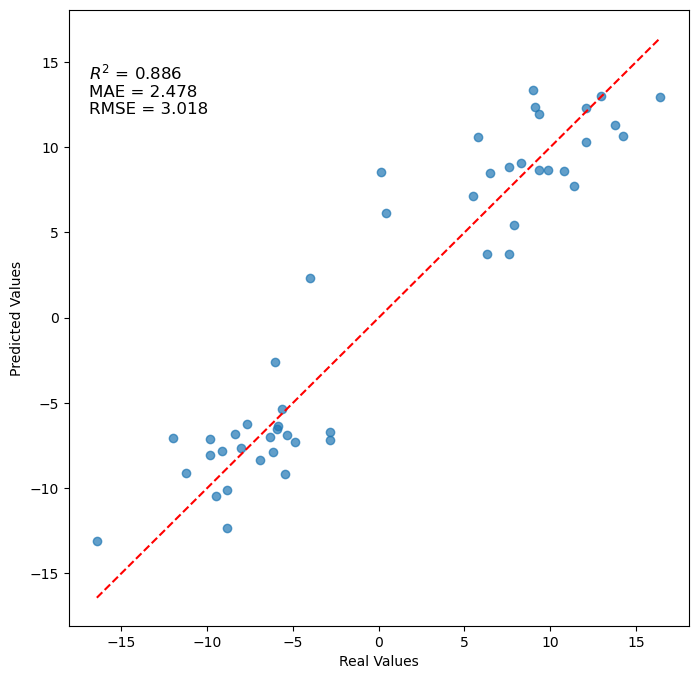 R² = 0.886
MAE = 2.478
RMSE = 3.018
15
10
5
0
−5
−10
−15
Predicted Values
−15 −10 −5 0 5 10 15
Real Values